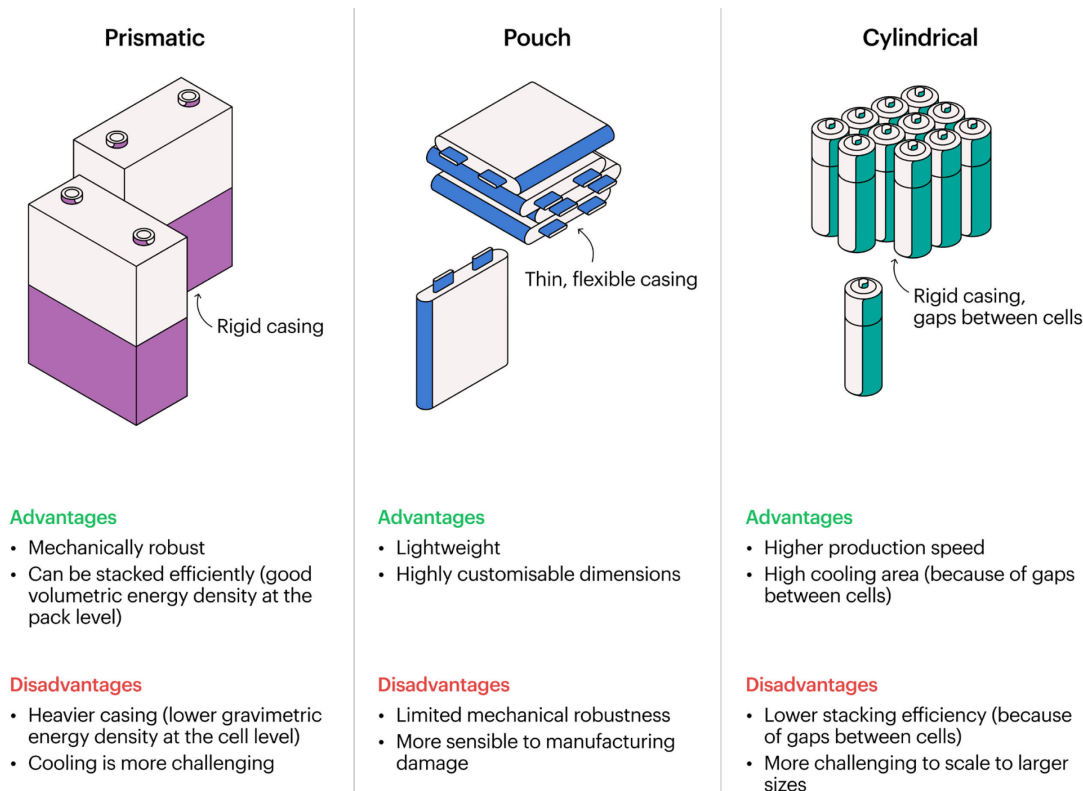 Prismatic
Rigid casing
Advantages
• Mechanically robust
• Can be stacked efficiently (good
volumetric energy density at the
pack level)
Disadvantages
• Heavier casing (lower gravimetric
energy density at the cell level)
• Cooling is more challenging
Pouch
Thin, flexible casing
Advantages
• Lightweight
• Highly customisable dimensions
Disadvantages
• Limited mechanical robustness
• More sensible to manufacturing
damage
Cylindrical
Rigid casing,
gaps between cells
Advantages
• Higher production speed
• High cooling area (because of gaps
between cells)
Disadvantages
• Lower stacking efficiency (because
of gaps between cells)
• More challenging to scale to larger
sizes